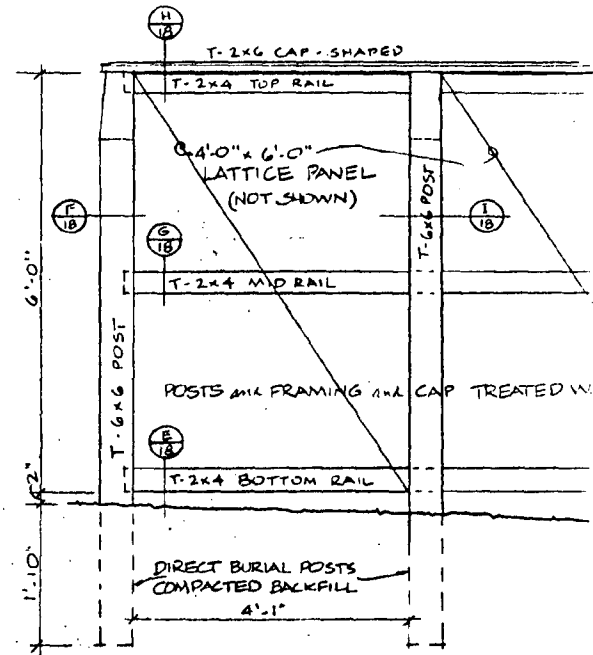 H
18
T-2x6 CAP-SHAPED
T-2x4 TOP RAIL
4'-0" x 6'-0"
LATTICE PANEL
(NOT SHOWN)
F
18
T-6x6 POST
I
18
G
18
6'-0"
T-2x4 MID RAIL
T-6x6 POST
POSTS and FRAMING and CAP TREATED W.
E
18
2"
T-2x4 BOTTOM RAIL
1'-10"
DIRECT BURIAL POSTS
COMPACTED BACKFILL
4'-1"